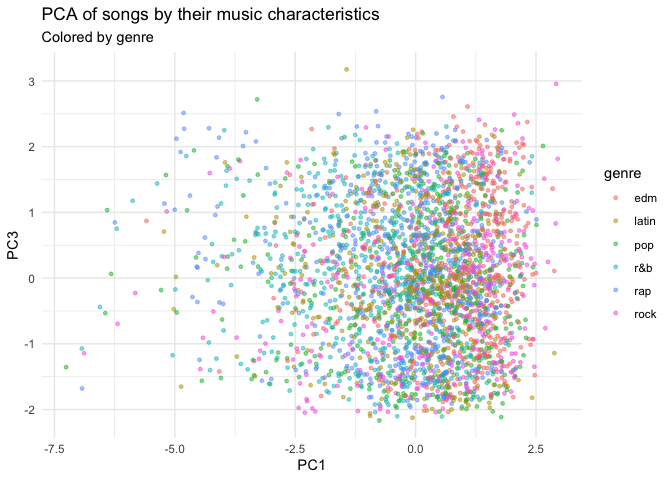 PCA of songs by their music characteristics
Colored by genre
3
2
1
0
-1
-2
PC3
-7.5
-5.0
-2.5
0.0
2.5
PC1
genre
edm
latin
pop
r&b
rap
rock